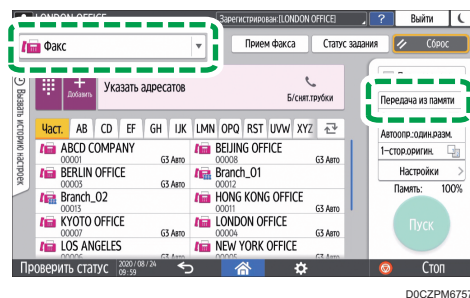 LONDON OFFICE
Зарегистрирован:[LONDON OFFICE]
?
Выйти
Факс
Прием факса
Статус задания
Сброс
Вызвать историю настроек
Добавить
Указать адресатов
Б/снят.трубки
Передача из памяти
Част. AB CD EF GH IJK LMN OPQ RST UVW XYZ
Автоопр.:один.разм.
ABCD COMPANY
00001 G3 Авто
BEIJING OFFICE
00008 G3 Авто
1-стор.оригин.
BERLIN OFFICE
00003 G3 Авто
Branch_01
00012
Настройки
Branch_02
00013
HONG KONG OFFICE
00011 G3 Авто
Память: 100%
KYOTO OFFICE
00007 G3 Авто
LONDON OFFICE
00004 G3 Авто
Пуск
LOS ANGELES
NEW YORK OFFICE
Проверить статус
2020/08/24
09:59
Стоп
D0CZPM6757